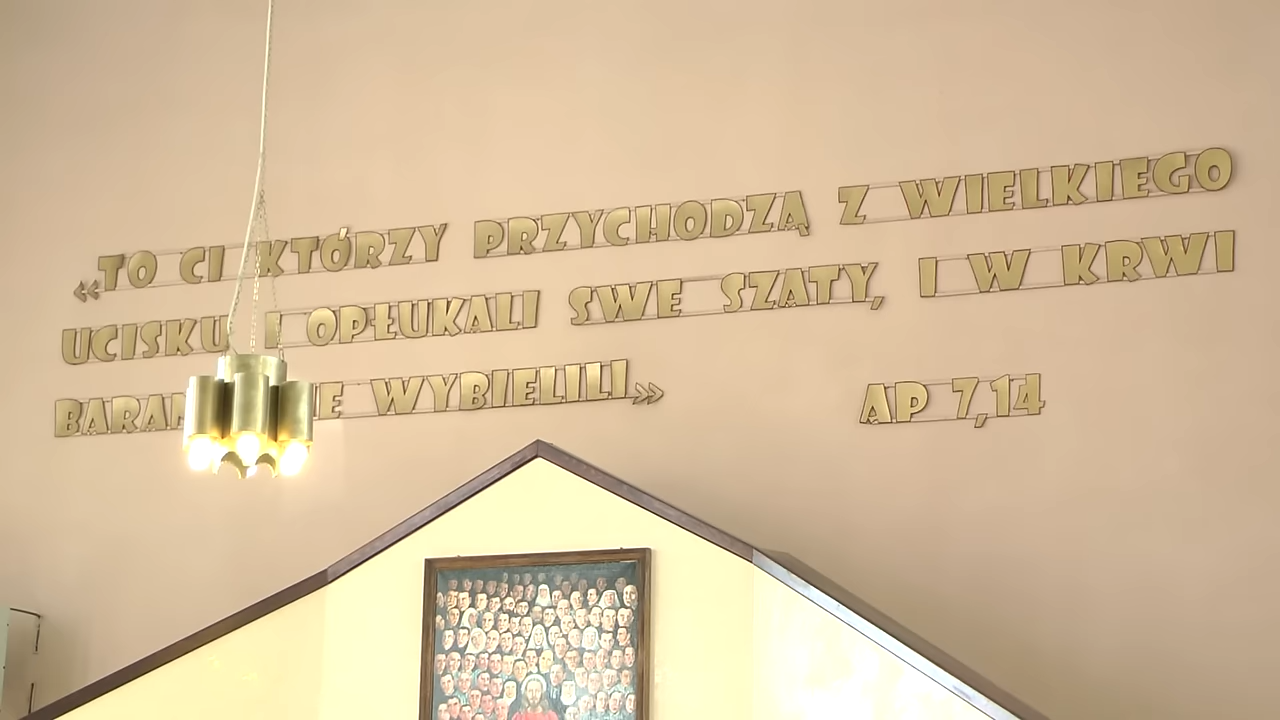 «TO CI KTÓRZY PRZYCHODZĄ Z WIELKIEGO
UCISKU I OPŁUKALI SWE SZATY, I W KRWI
WYBIELILI» AP 7,14